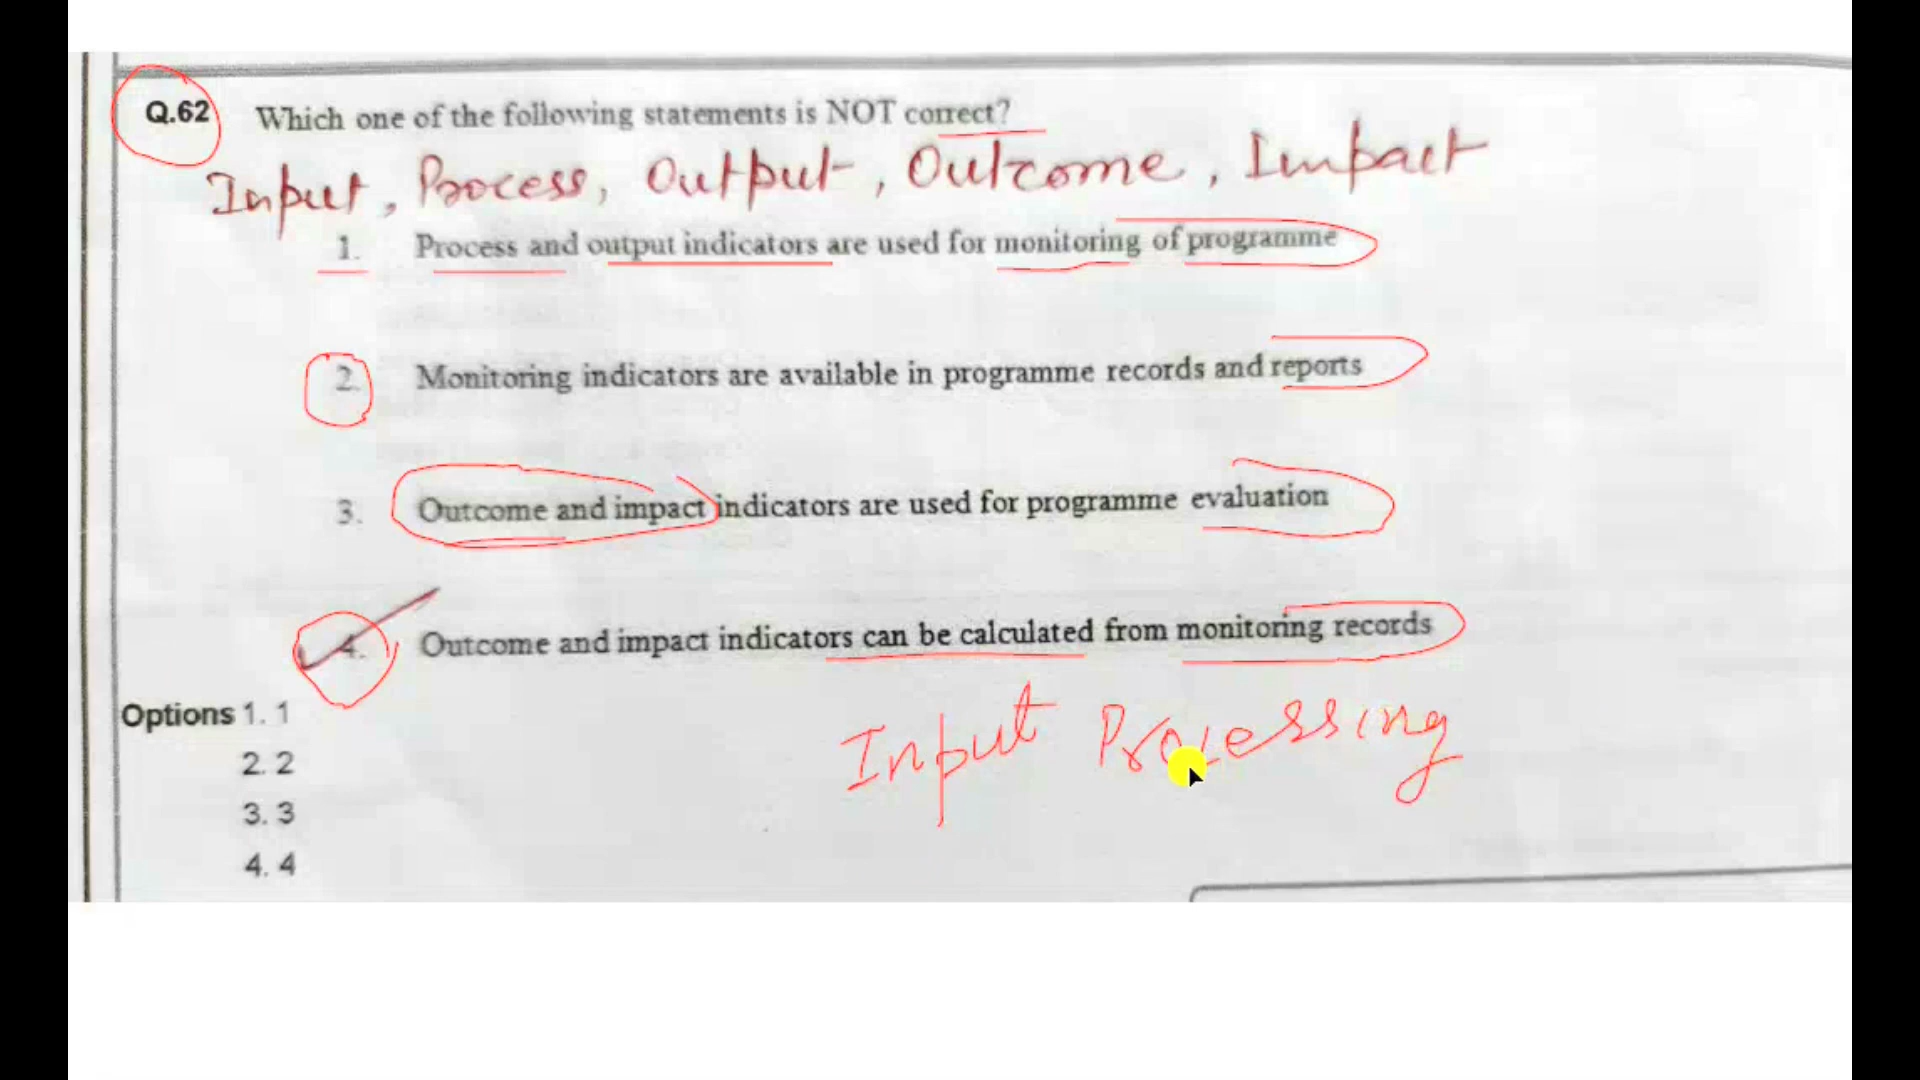 Q.62 Which one of the following statements is NOT correct?
Input, Process, Output, Outcome, Impact
1. Process and output indicators are used for monitoring of programme
2. Monitoring indicators are available in programme records and reports
3. Outcome and impact indicators are used for programme evaluation
4. Outcome and impact indicators can be calculated from monitoring records
Input Processing
Options 1. 1
2. 2
3. 3
4. 4